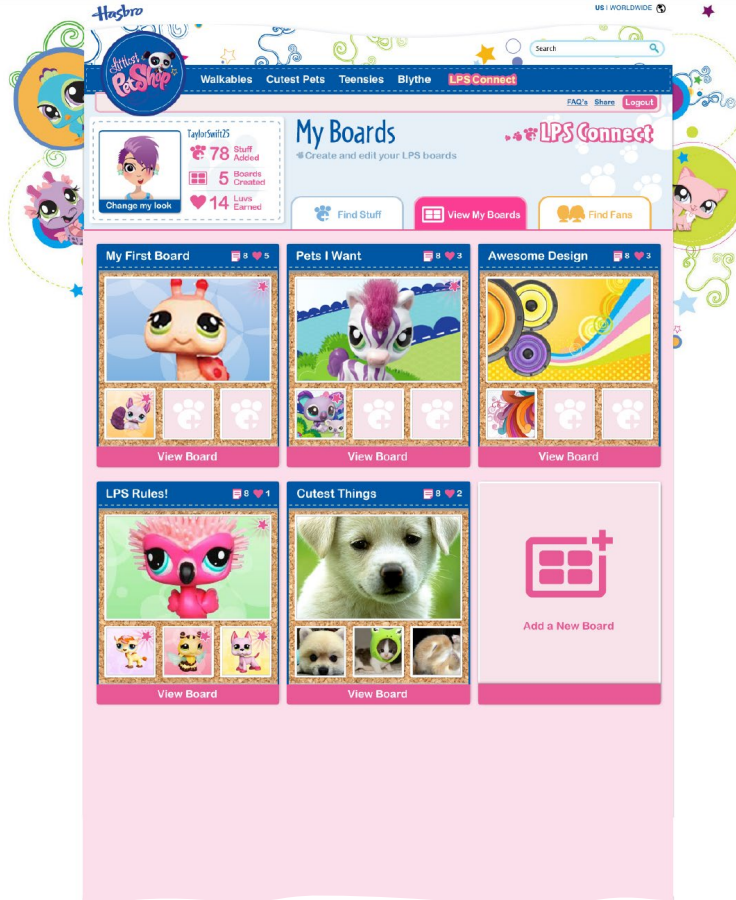 Hasbro
US | WORLDWIDE
Search
Littlest PetShop
Walkables Cutest Pets Teensies Blythe LPS Connect
FAQ's Share Logout
TaylorSwift25
78 Stuff Added
5 Boards Created
14 Luvs Earned
Change my look
My Boards
Create and edit your LPS boards
LPS Connect
Find Stuff
View My Boards
Find Fans
My First Board 8 5
View Board
Pets I Want 8 3
View Board
Awesome Design 8 3
View Board
LPS Rules! 8 1
View Board
Cutest Things 8 2
View Board
Add a New Board